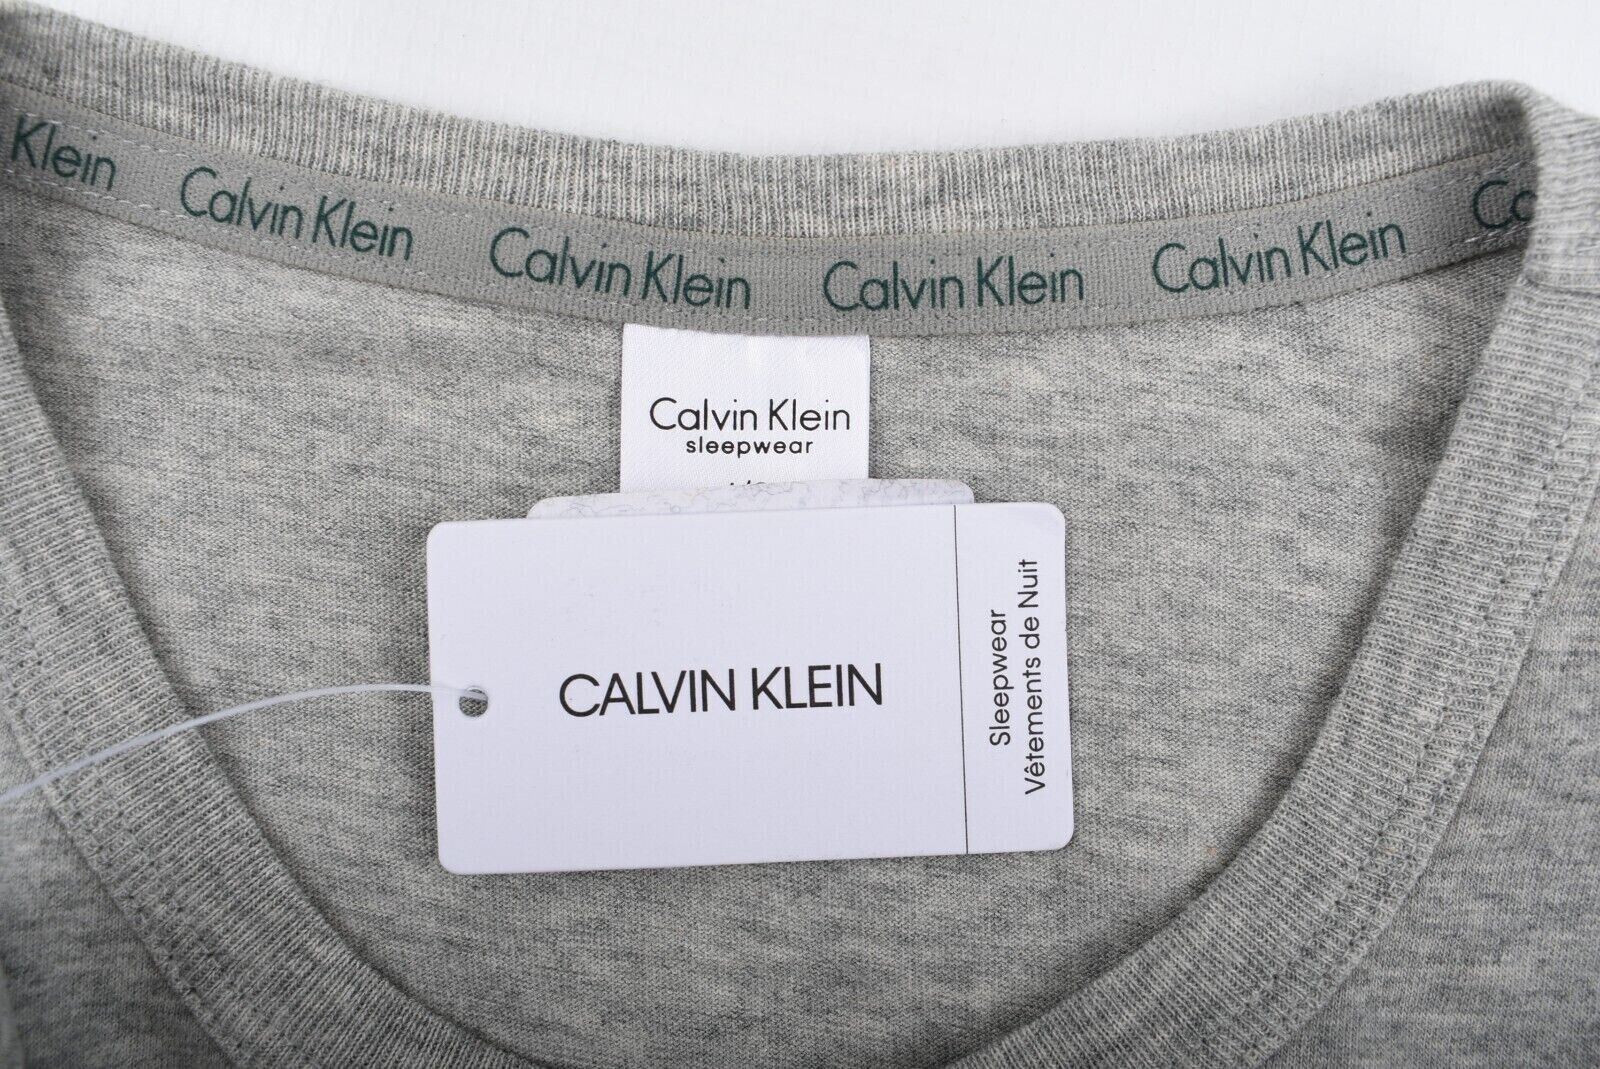 Klein Calvin Klein Calvin Klein Calvin Klein Calvin Klein
Calvin Klein
sleepwear
CALVIN KLEIN
Sleepwear
Vêtements de Nuit